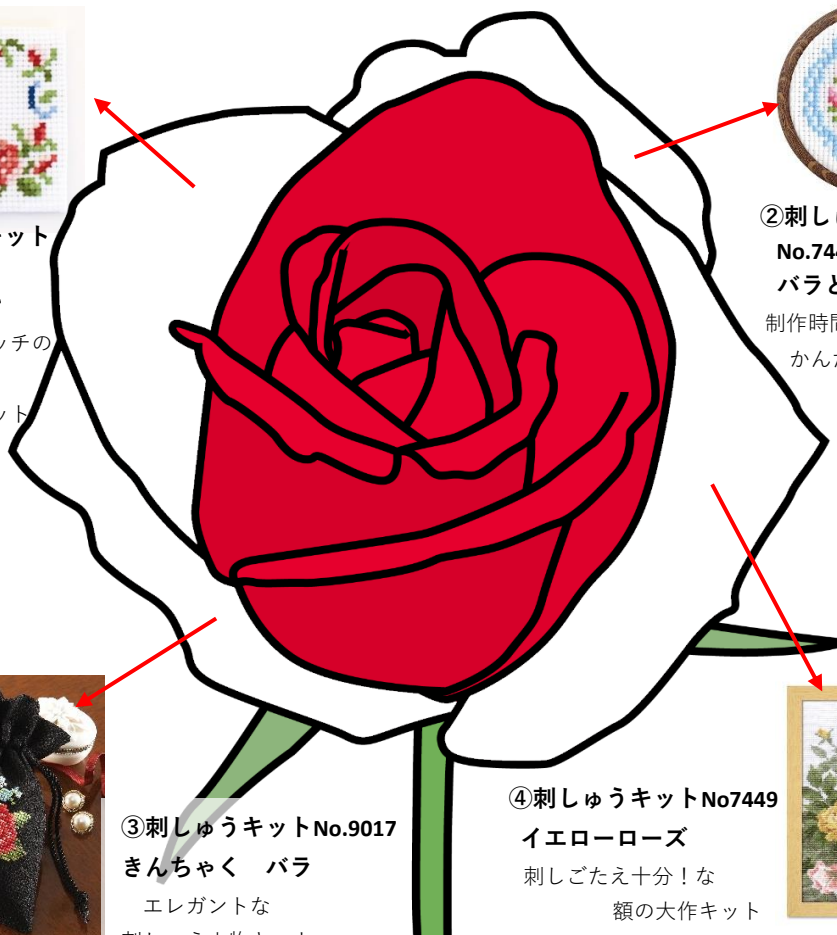 ット
ッチの
ット
②刺し
No.744
バラと
制作時間
かんた
③刺しゅうキットNo.9017
きんちゃく　バラ
エレガントな
④刺しゅうキットNo7449
イエローローズ
刺しごたえ十分！な
額の大作キット